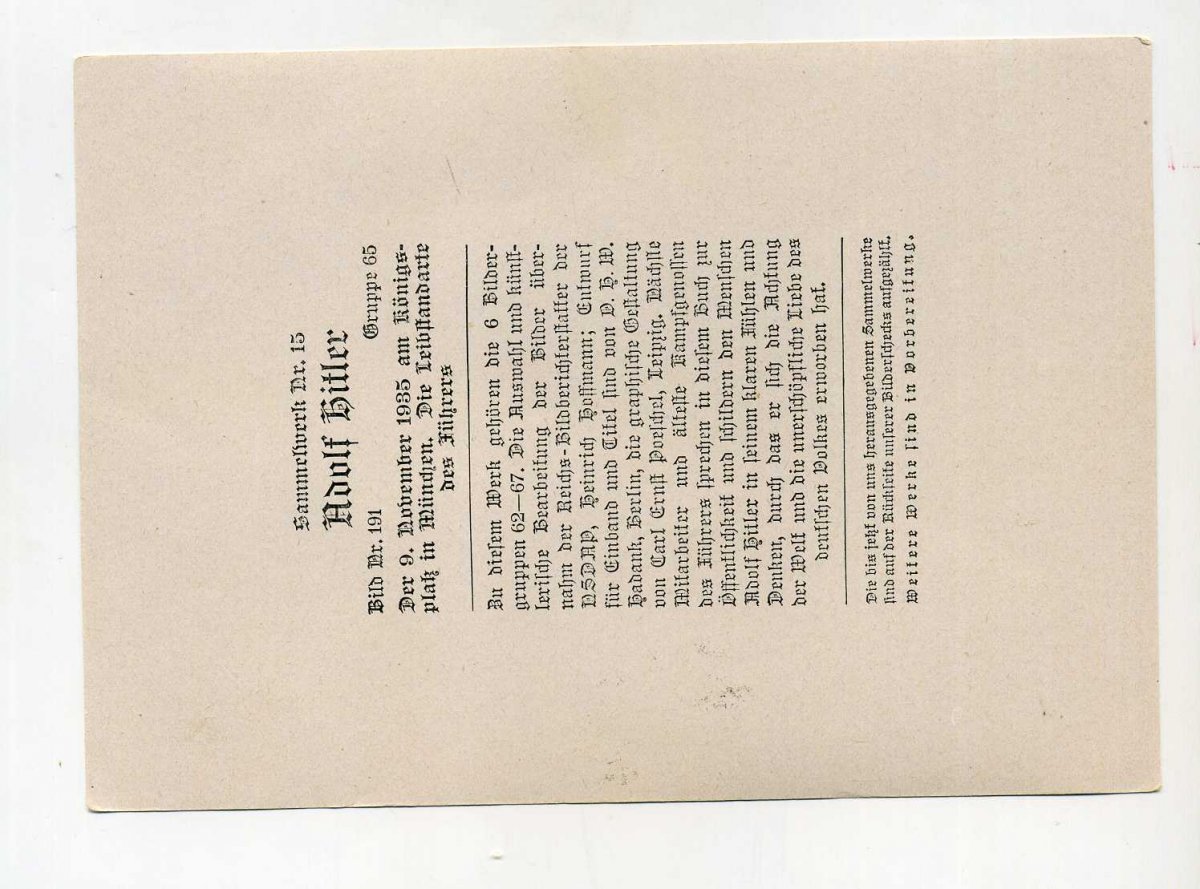 Sammelwerk Nr. 15
Adolf Hitler
Bild Nr. 191 Gruppe 65
Der 9. November 1935 am Königs-
platz in München. Die Leibstandarte
des Führers
Zu diesem Werk gehören die 6 Bilder-
gruppen 62—67. Die Auswahl und künst-
lerische Bearbeitung der Bilder über-
nahm der Reichs-Bildberichterstatter der
NSDAP, Heinrich Hoffmann; Entwurf
für Einband und Titel sind von O. H. W.
Hadank, Berlin, die graphische Gestaltung
von Carl Ernst Poeschel, Leipzig. Nächste
Mitarbeiter und älteste Kampfgenossen
des Führers sprechen in diesem Buch zur
Öffentlichkeit und schildern den Menschen
Adolf Hitler in seinem klaren Fühlen und
Denken, durch das er sich die Achtung
der Welt und die unerschöpfliche Liebe des
deutschen Volkes erworben hat.
Die bis jetzt von uns herausgegebenen Sammelwerke
sind auf der Rückseite unserer Bilderschecks aufgezählt.
Weitere Werke sind in Vorbereitung.